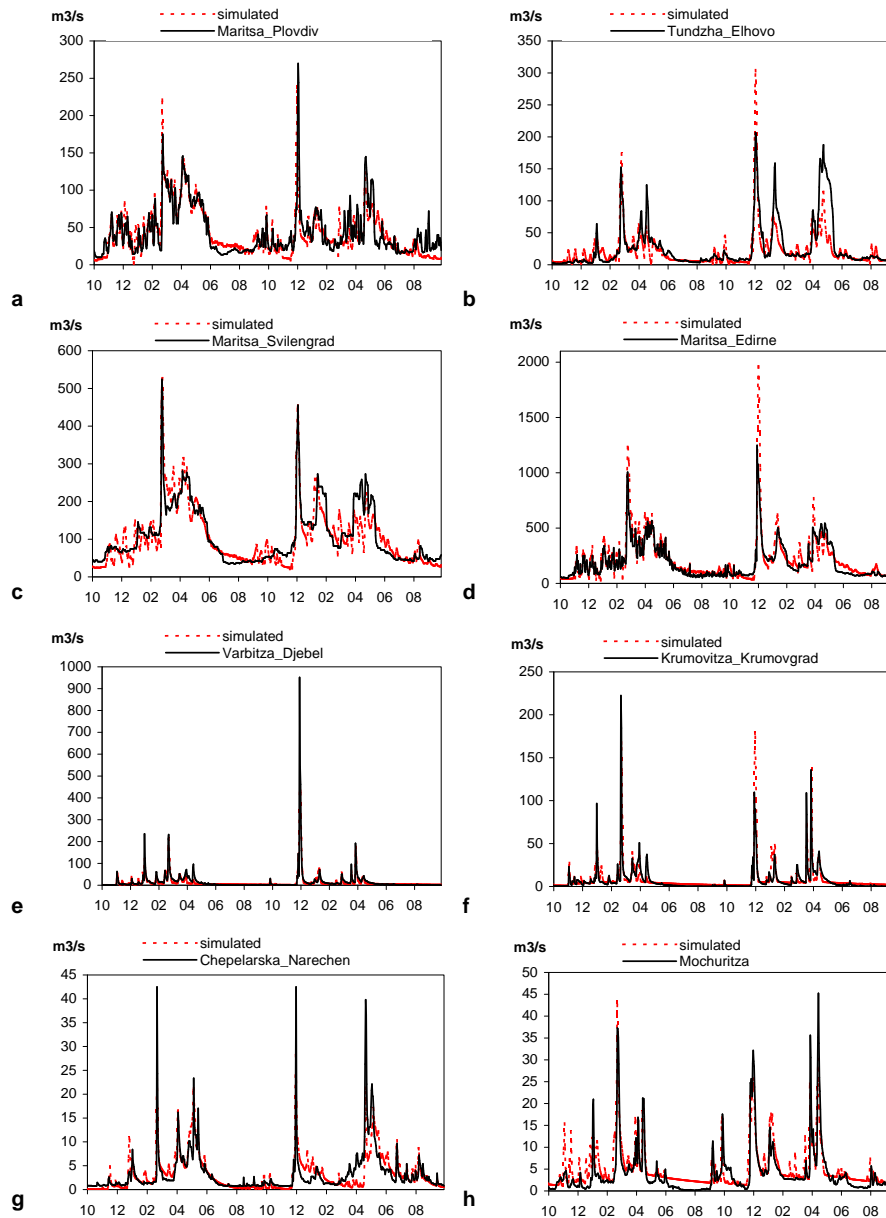 m3/s
simulated
Maritsa_Plovdiv
300
250
200
150
100
50
0
10 12 02 04 06 08 10 12 02 04 06 08
a
m3/s
simulated
Tundzha_Elhovo
350
300
250
200
150
100
50
0
10 12 02 04 06 08 10 12 02 04 06 08
b
m3/s
simulated
Maritsa_Svilengrad
600
500
400
300
200
100
0
10 12 02 04 06 08 10 12 02 04 06 08
c
m3/s
simulated
Maritsa_Edirne
2000
1500
1000
500
0
10 12 02 04 06 08 10 12 02 04 06 08
d
m3/s
simulated
Varbitza_Djebel
1000
900
800
700
600
500
400
300
200
100
0
10 12 02 04 06 08 10 12 02 04 06 08
e
m3/s
simulated
Krumovitza_Krumovgrad
250
200
150
100
50
0
10 12 02 04 06 08 10 12 02 04 06 08
f
m3/s
simulated
Chepelarska_Narechen
45
40
35
30
25
20
15
10
5
0
10 12 02 04 06 08 10 12 02 04 06 08
g
m3/s
simulated
Mochuritza
50
45
40
35
30
25
20
15
10
5
0
10 12 02 04 06 08 10 12 02 04 06 08
h